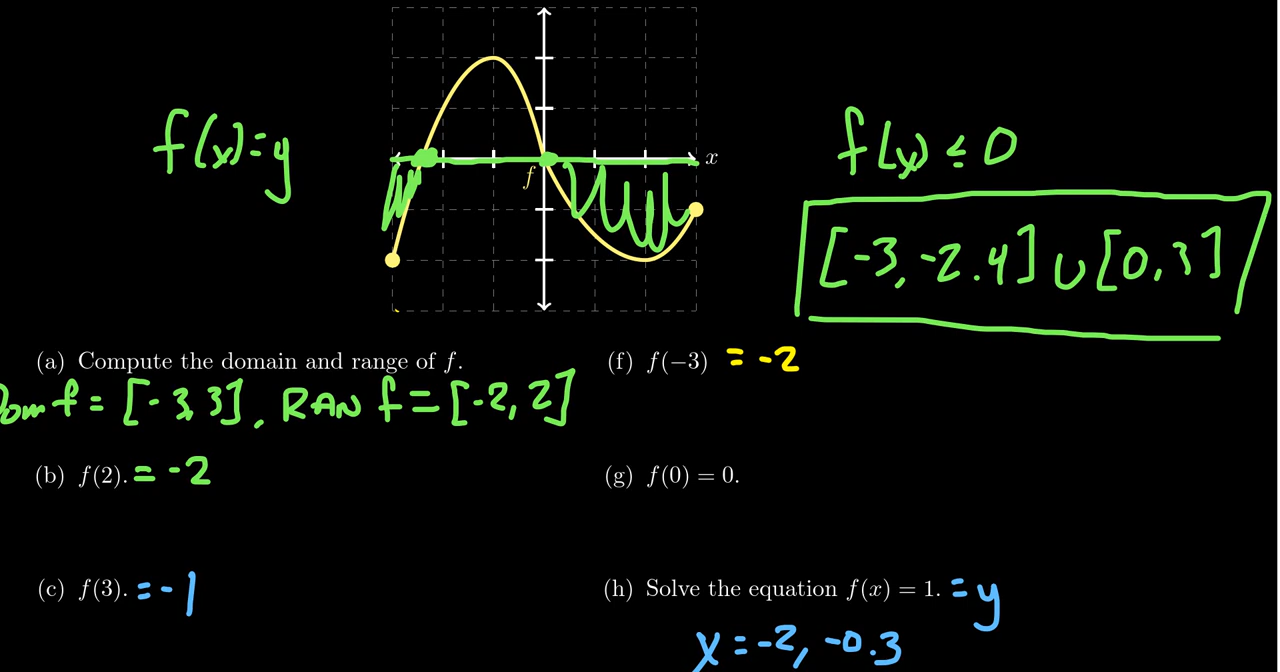 f(x)=y
x
f
f(x) ≤ 0
[-3, -2.4] ∪ [0, 3]
(a) Compute the domain and range of f.
Dom f = [-3, 3], RAN f = [-2, 2]
(f) f(−3) = -2
(b) f(2). = -2
(g) f(0) = 0.
(c) f(3). = -1
(h) Solve the equation f(x) = 1. = y
x = -2, -0.3